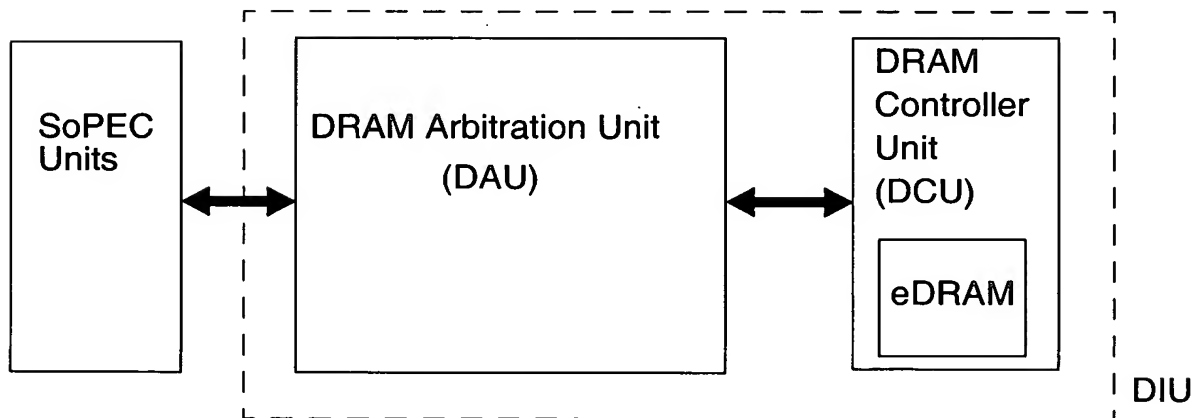 SoPEC
Units
DRAM Arbitration Unit
(DAU)
DRAM
Controller
Unit
(DCU)
eDRAM
DIU